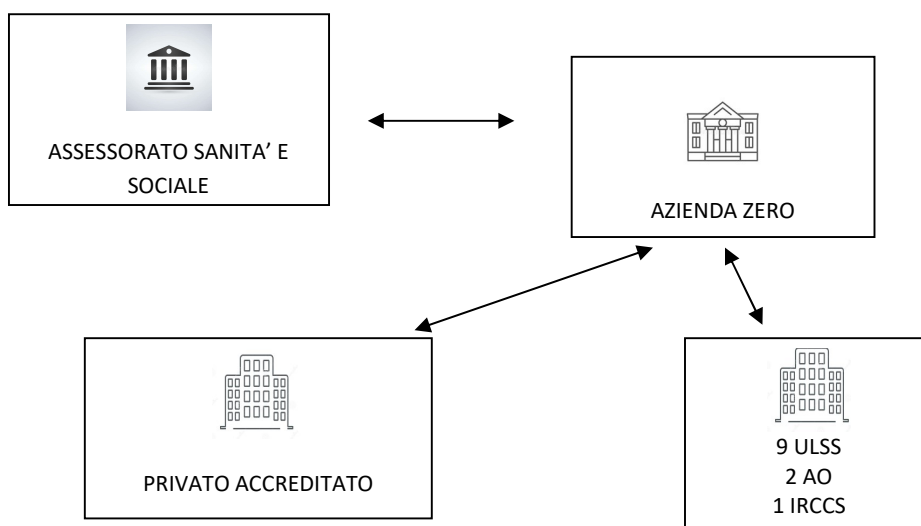 ASSESSORATO SANITA’ E
SOCIALE
AZIENDA ZERO
PRIVATO ACCREDITATO
9 ULSS
2 AO
1 IRCCS